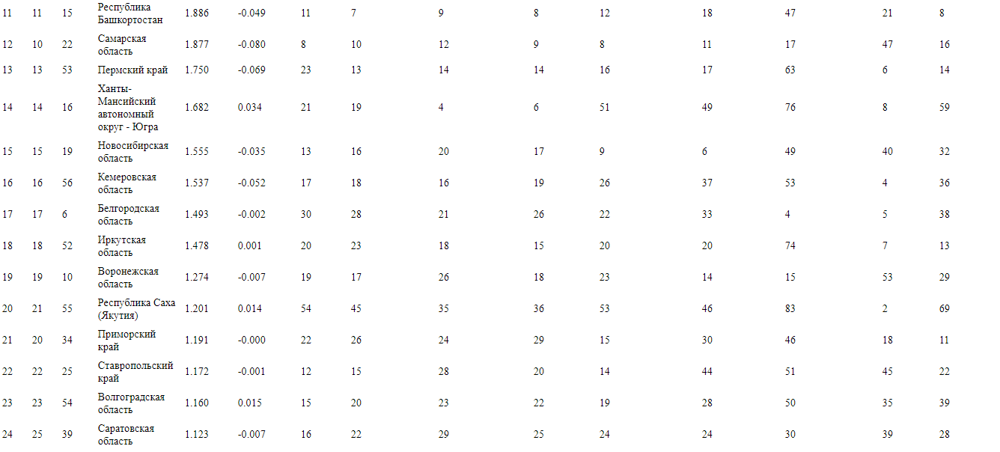 11 11 15 Республика Башкортостан 1.886 -0.049 11 7 9 8 12 18 47 21 8
12 10 22 Самарская область 1.877 -0.080 8 10 12 9 8 11 17 47 16
13 13 53 Пермский край 1.750 -0.069 23 13 14 14 16 17 63 6 14
14 14 16 Ханты-Мансийский автономный округ - Югра 1.682 0.034 21 19 4 6 51 49 76 8 59
15 15 19 Новосибирская область 1.555 -0.035 13 16 20 17 9 6 49 40 32
16 16 56 Кемеровская область 1.537 -0.052 17 18 16 19 26 37 53 4 36
17 17 6 Белгородская область 1.493 -0.002 30 28 21 26 22 33 4 5 38
18 18 52 Иркутская область 1.478 0.001 20 23 18 15 20 20 74 7 13
19 19 10 Воронежская область 1.274 -0.007 19 17 26 18 23 14 15 53 29
20 21 55 Республика Саха (Якутия) 1.201 0.014 54 45 35 36 53 46 83 2 69
21 20 34 Приморский край 1.191 -0.000 22 26 24 29 15 30 46 18 11
22 22 25 Ставропольский край 1.172 -0.001 12 15 28 20 14 44 51 45 22
23 23 54 Волгоградская область 1.160 0.015 15 20 23 22 19 28 50 35 39
24 25 39 Саратовская область 1.123 -0.007 16 22 29 25 24 24 30 39 28